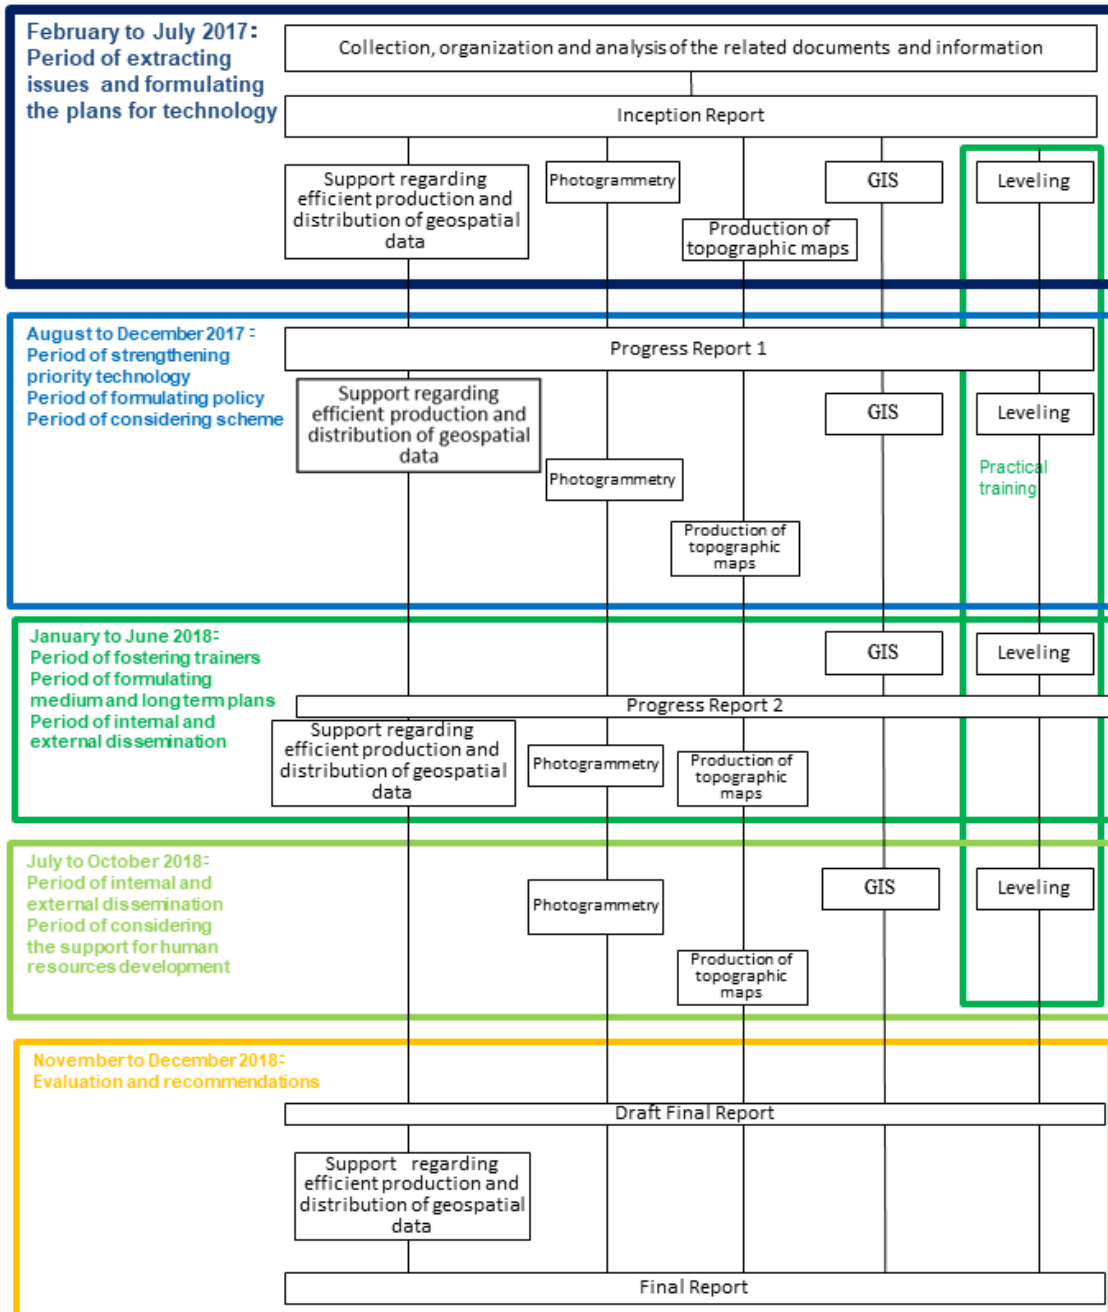 February to July 2017:
Period of extracting
issues and formulating
the plans for technology
Collection, organization and analysis of the related documents and information
Inception Report
Support regarding
efficient production and
distribution of geospatial
data
Photogrammetry
Production of
topographic maps
GIS
Leveling
August to December 2017 :
Period of strengthening
priority technology
Period of formulating policy
Period of considering scheme
Progress Report 1
Support regarding
efficient production and
distribution of geospatial
data
Photogrammetry
Production of
topographic
maps
GIS
Leveling
Practical
training
January to June 2018:
Period of fostering trainers
Period of formulating
medium and long term plans
Period of internal and
external dissemination
GIS
Leveling
Progress Report 2
Support regarding
efficient production and
distribution of geospatial
data
Photogrammetry
Production of
topographic
maps
July to October 2018:
Period of internal and
external dissemination
Period of considering
the support for human
resources development
Photogrammetry
Production of
topographic
maps
GIS
Leveling
November to December 2018:
Evaluation and recommendations
Draft Final Report
Support regarding
efficient production and
distribution of geospatial
data
Final Report